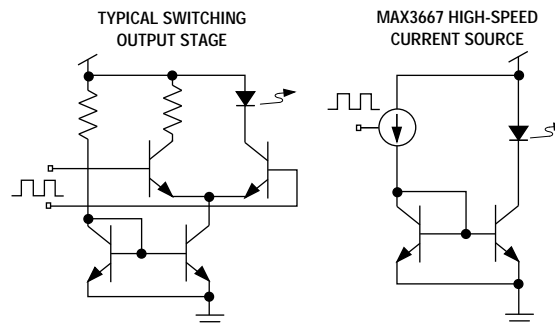 TYPICAL SWITCHING
OUTPUT STAGE
MAX3667 HIGH-SPEED
CURRENT SOURCE